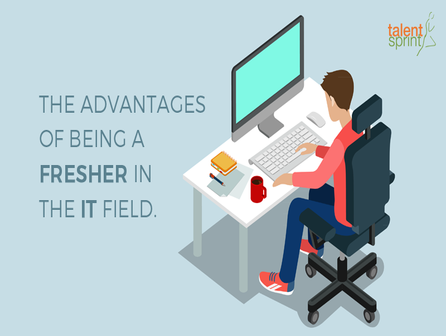 talent
sprint
THE ADVANTAGES
OF BEING A
FRESHER IN
THE IT FIELD.